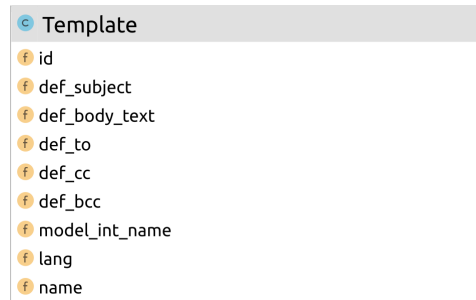 C Template
f id
f def_subject
f def_body_text
f def_to
f def_cc
f def_bcc
f model_int_name
f lang
f name